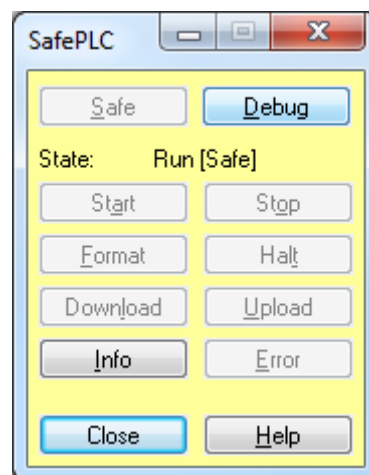 SafePLC
Safe Debug
State: Run [Safe]
Start Stop
Format Halt
Download Upload
Info Error
Close Help